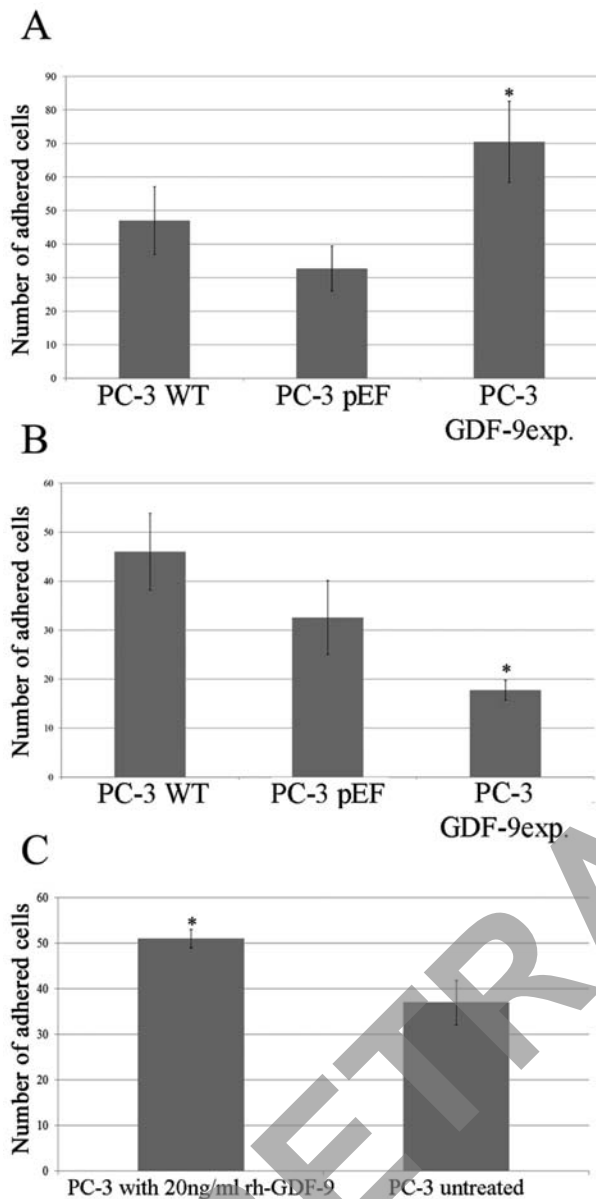 A
Number of adhered cells
90
80
70
60
50
40
30
20
10
0
*
PC-3 WT
PC-3 pEF
PC-3
GDF-9exp.
B
Number of adhered cells
60
50
40
30
20
10
0
*
PC-3 WT
PC-3 pEF
PC-3
GDF-9exp.
C
Number of adhered cells
60
50
40
30
20
10
0
*
PC-3 with 20ng/ml rh-GDF-9
PC-3 untreated
ETRA